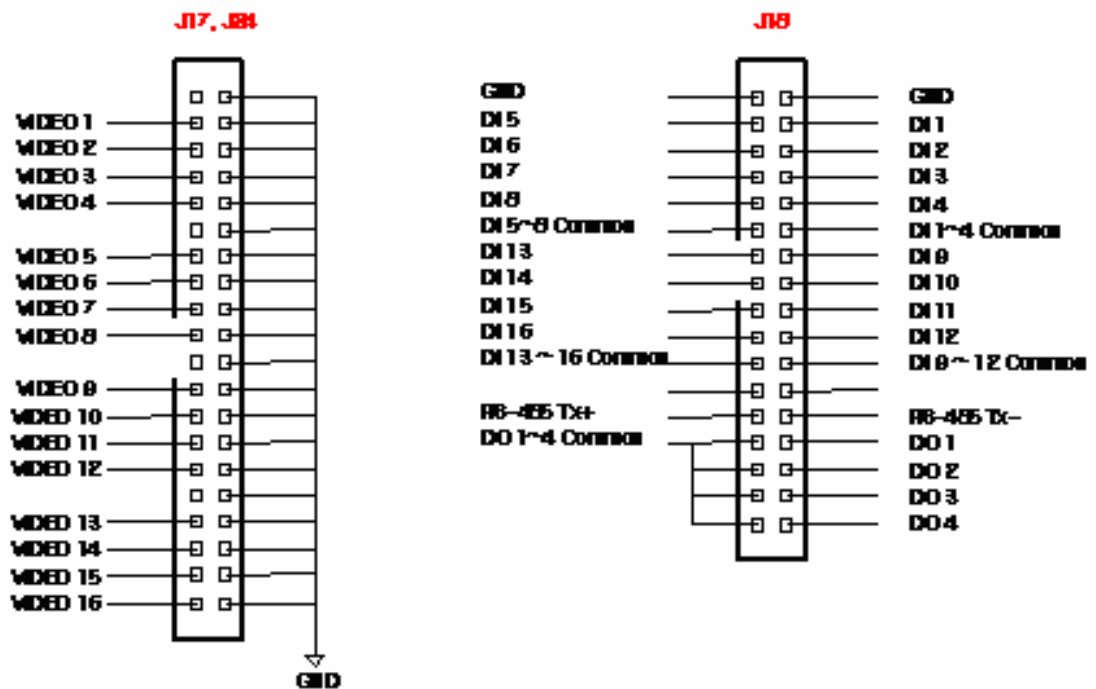 J17, J24
VIDEO 1
VIDEO 2
VIDEO 3
VIDEO 4
VIDEO 5
VIDEO 6
VIDEO 7
VIDEO 8
VIDEO 9
VIDEO 10
VIDEO 11
VIDEO 12
VIDEO 13
VIDEO 14
VIDEO 15
VIDEO 16
GND
GND
DI 5
DI 6
DI 7
DI 8
DI 5~8 Common
DI 13
DI 14
DI 15
DI 16
DI 13 ~ 16 Common
RS-485 Tx+
DO 1~4 Common
GND
DI 1
DI 2
DI 3
DI 4
DI 1~4 Common
DI 9
DI 10
DI 11
DI 12
DI 9 ~ 12 Common
RS-485 Tx-
DO 1
DO 2
DO 3
DO 4